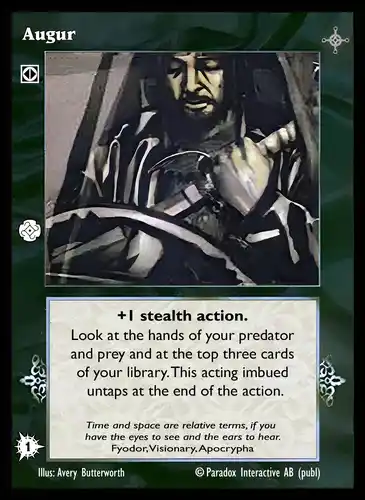 Augur
+1 stealth action.
Look at the hands of your predator
and prey and at the top three cards
of your library. This acting imbued
untaps at the end of the action.
Time and space are relative terms, if you
have the eyes to see and the ears to hear.
Fyodor, Visionary, Apocrypha
1
Illus: Avery Butterworth
© Paradox Interactive AB (publ)